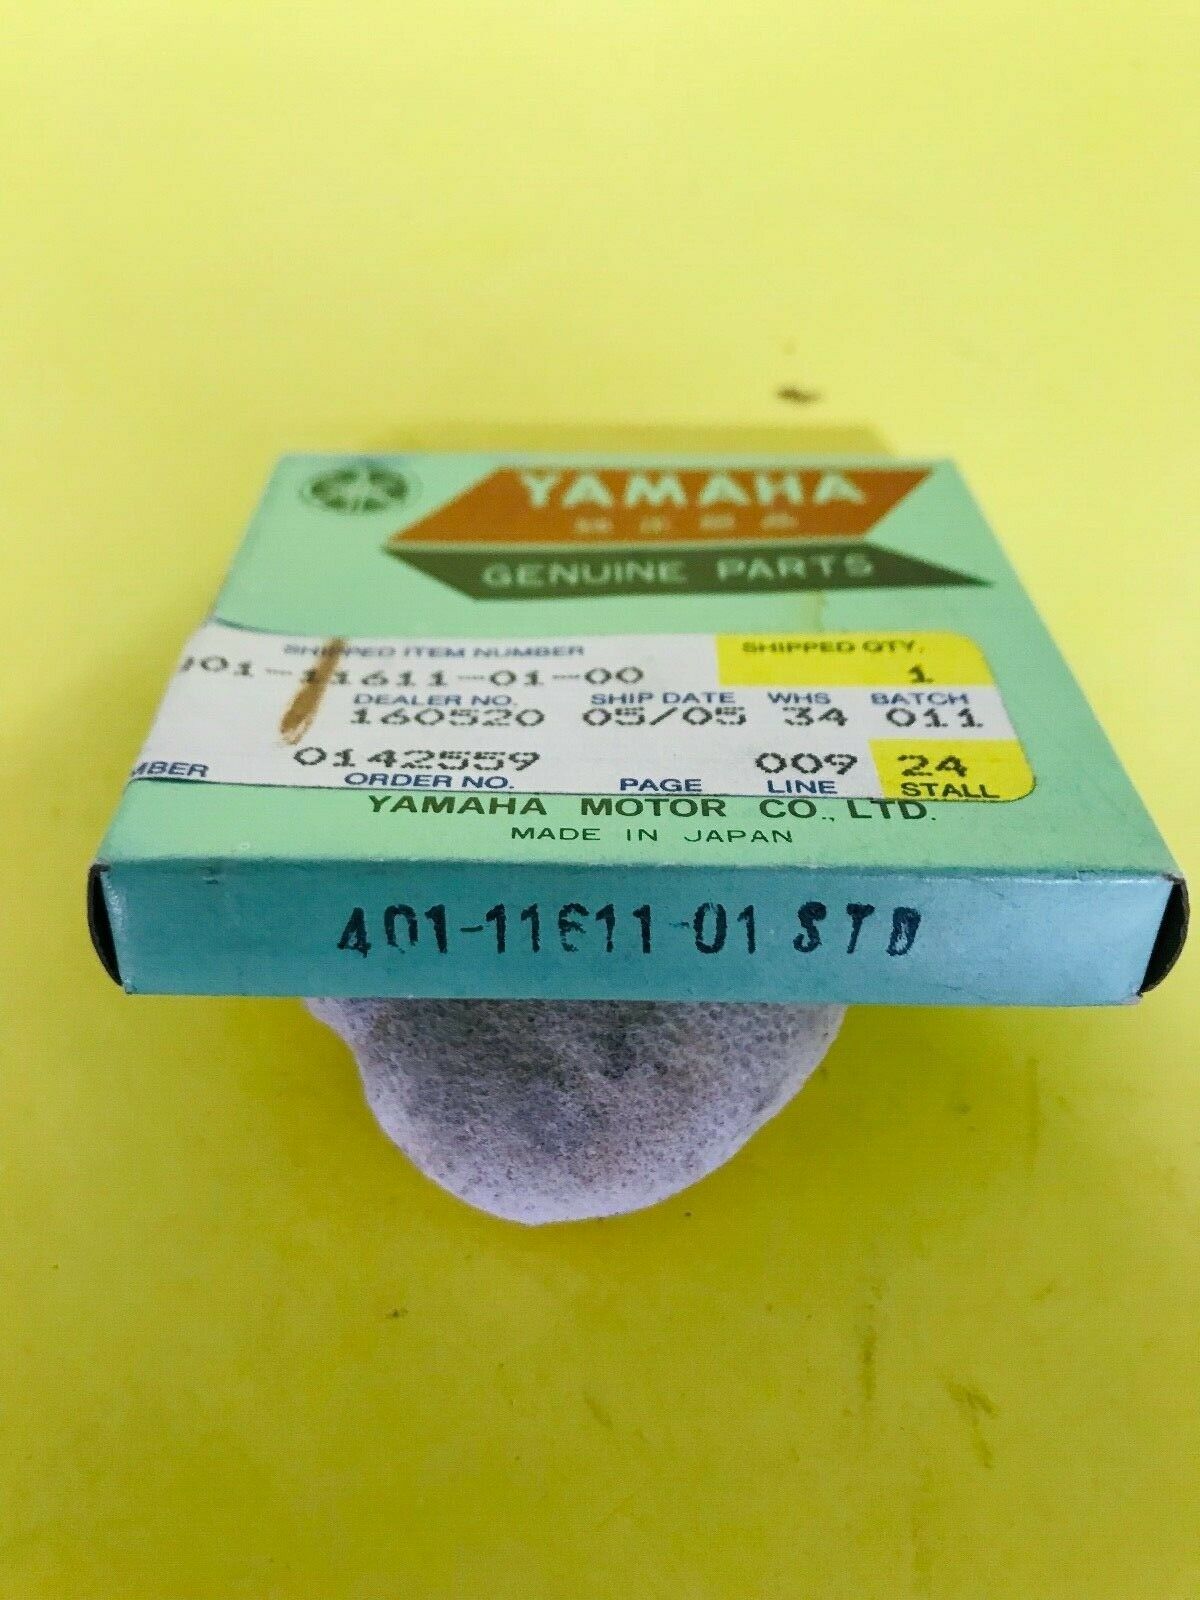 YAMAHA
GENUINE PARTS
SHIPPED ITEM NUMBER SHIPPED QTY.
01-11611-01-00 1
DEALER NO. SHIP DATE WHS BATCH
160520 05/05 34 011
0142559 009 24
MBER ORDER NO. PAGE LINE STALL
YAMAHA MOTOR CO., LTD.
MADE IN JAPAN
401-11611-01 STD